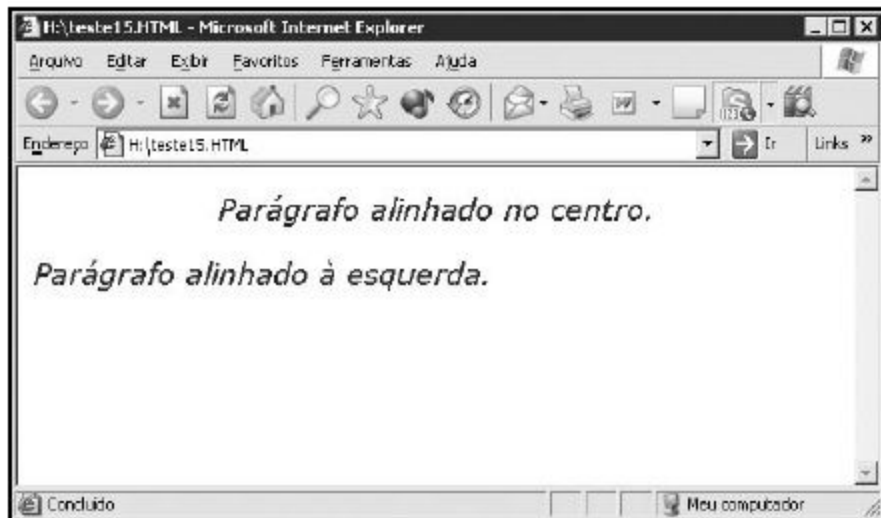 H:\teste15.HTML - Microsoft Internet Explorer
Arquivo Editar Exibir Favoritos Ferramentas Ajuda
Endereço H:\teste15.HTML Ir Links »
Parágrafo alinhado no centro.
Parágrafo alinhado à esquerda.
Concluído Meu computador